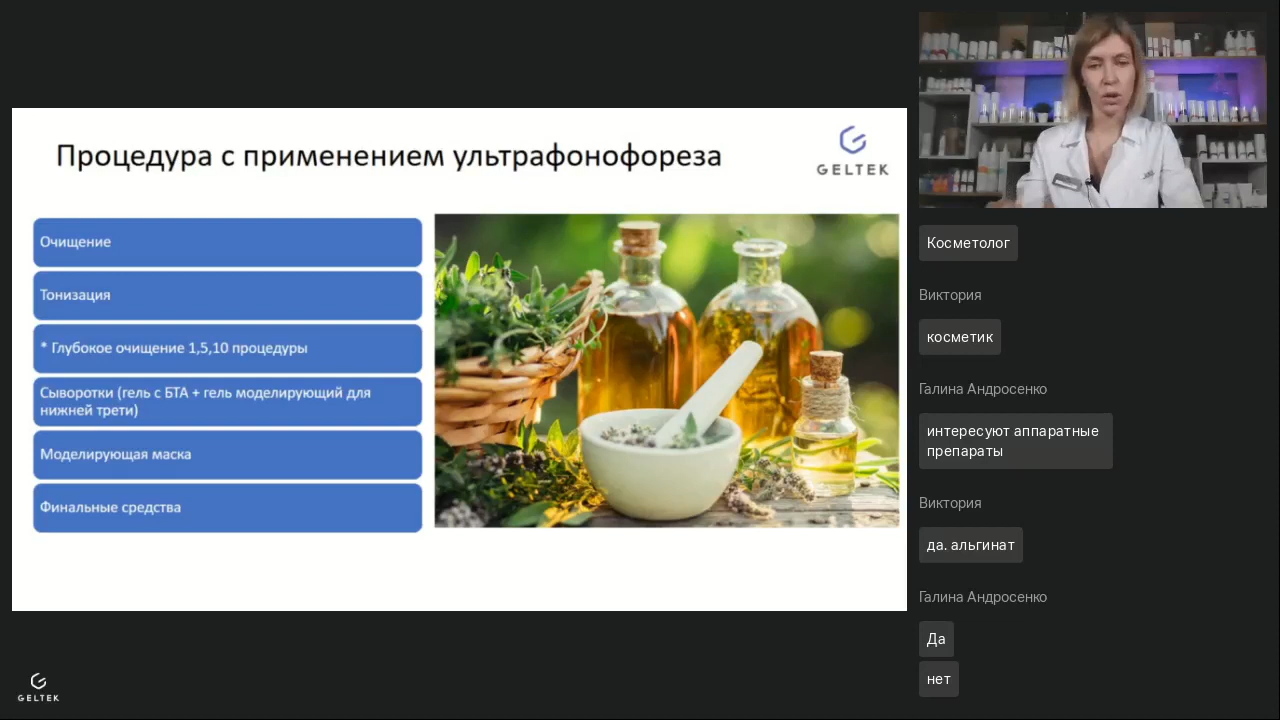 Процедура с применением ультрафонофореза
GELTEK
Очищение
Тонизация
* Глубокое очищение 1,5,10 процедуры
Сыворотки (гель с БТА + гель моделирующий для
нижней трети)
Моделирующая маска
Финальные средства
GELTEK
Косметолог
Виктория
косметик
Галина Андросенко
интересуют аппаратные
препараты
Виктория
да. альгинат
Галина Андросенко
Да
нет